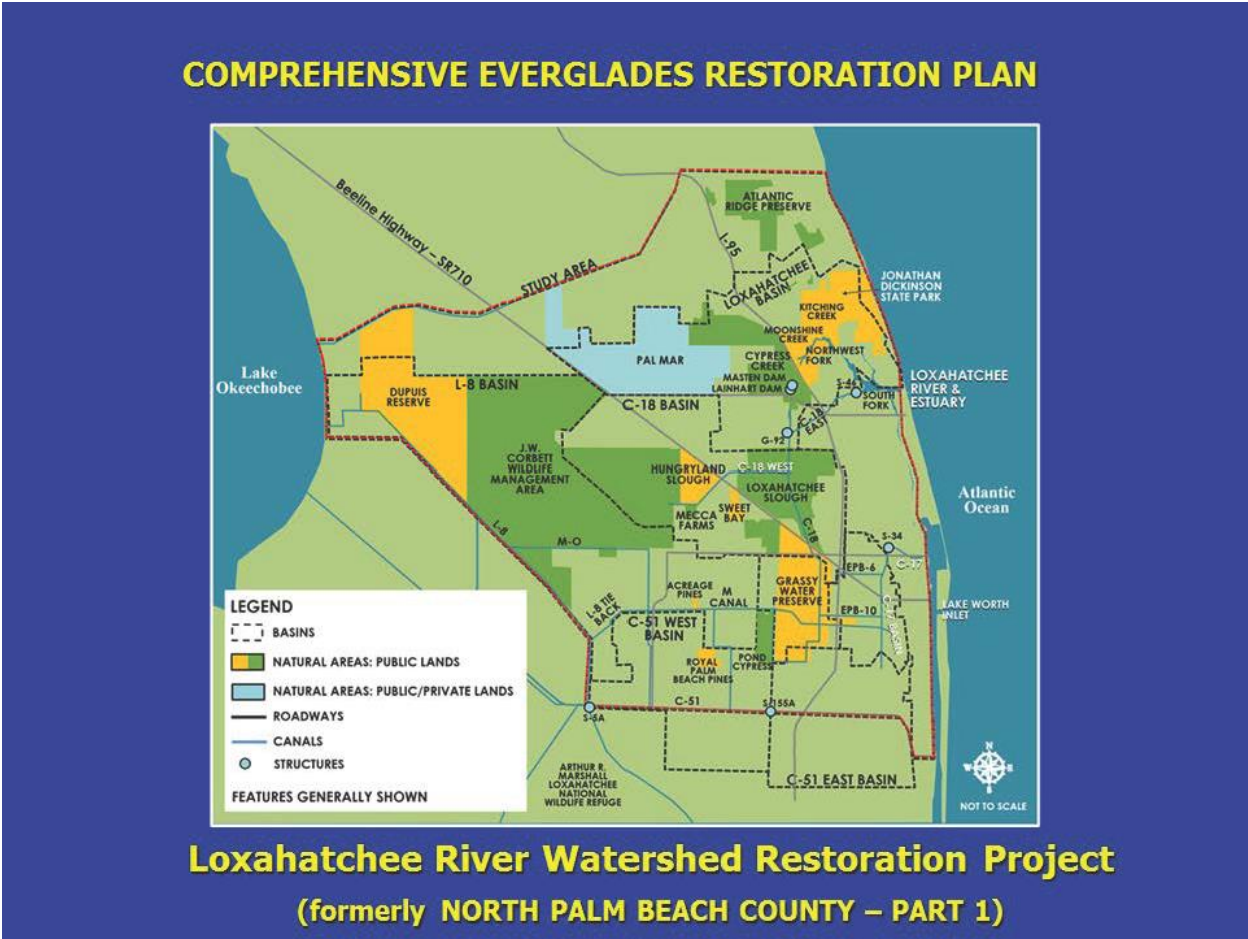 COMPREHENSIVE EVERGLADES RESTORATION PLAN
Beeline Highway – SR710
STUDY AREA
I-95
ATLANTIC
RIDGE PRESERVE
LOXAHATCHEE
BASIN
JONATHAN
DICKINSON
STATE PARK
KITCHING
CREEK
MOONSHINE
CREEK
NORTHWEST
FORK
PAL MAR
CYPRESS
CREEK
MASTEN DAM
LAINHART DAM
S-46
SOUTH
FORK
LOXAHATCHEE
RIVER &
ESTUARY
Lake
Okeechobee
L-8 BASIN
DUPUIS
RESERVE
C-18 BASIN
C-18
EAST
G-92
J.W.
CORBETT
WILDLIFE
MANAGEMENT
AREA
HUNGRYLAND
SLOUGH
C-18 WEST
LOXAHATCHEE
SLOUGH
Atlantic
Ocean
MECCA
FARMS
SWEET
BAY
C-18
L-8
M-O
S-34
C-17
EPB-6
ACREAGE
PINES
M
CANAL
GRASSY
WATER
PRESERVE
EPB-10
C-17 BASIN
LAKE WORTH
INLET
L-8 TIE
BACK
C-51 WEST
BASIN
ROYAL
PALM
BEACH PINES
POND
CYPRESS
C-51
S-155A
S-5A
C-51 EAST BASIN
ARTHUR R.
MARSHALL
LOXAHATCHEE
NATIONAL
WILDLIFE REFUGE
LEGEND
BASINS
NATURAL AREAS: PUBLIC LANDS
NATURAL AREAS: PUBLIC/PRIVATE LANDS
ROADWAYS
CANALS
STRUCTURES
FEATURES GENERALLY SHOWN
N
W
E
S
NOT TO SCALE
Loxahatchee River Watershed Restoration Project
(formerly NORTH PALM BEACH COUNTY – PART 1)